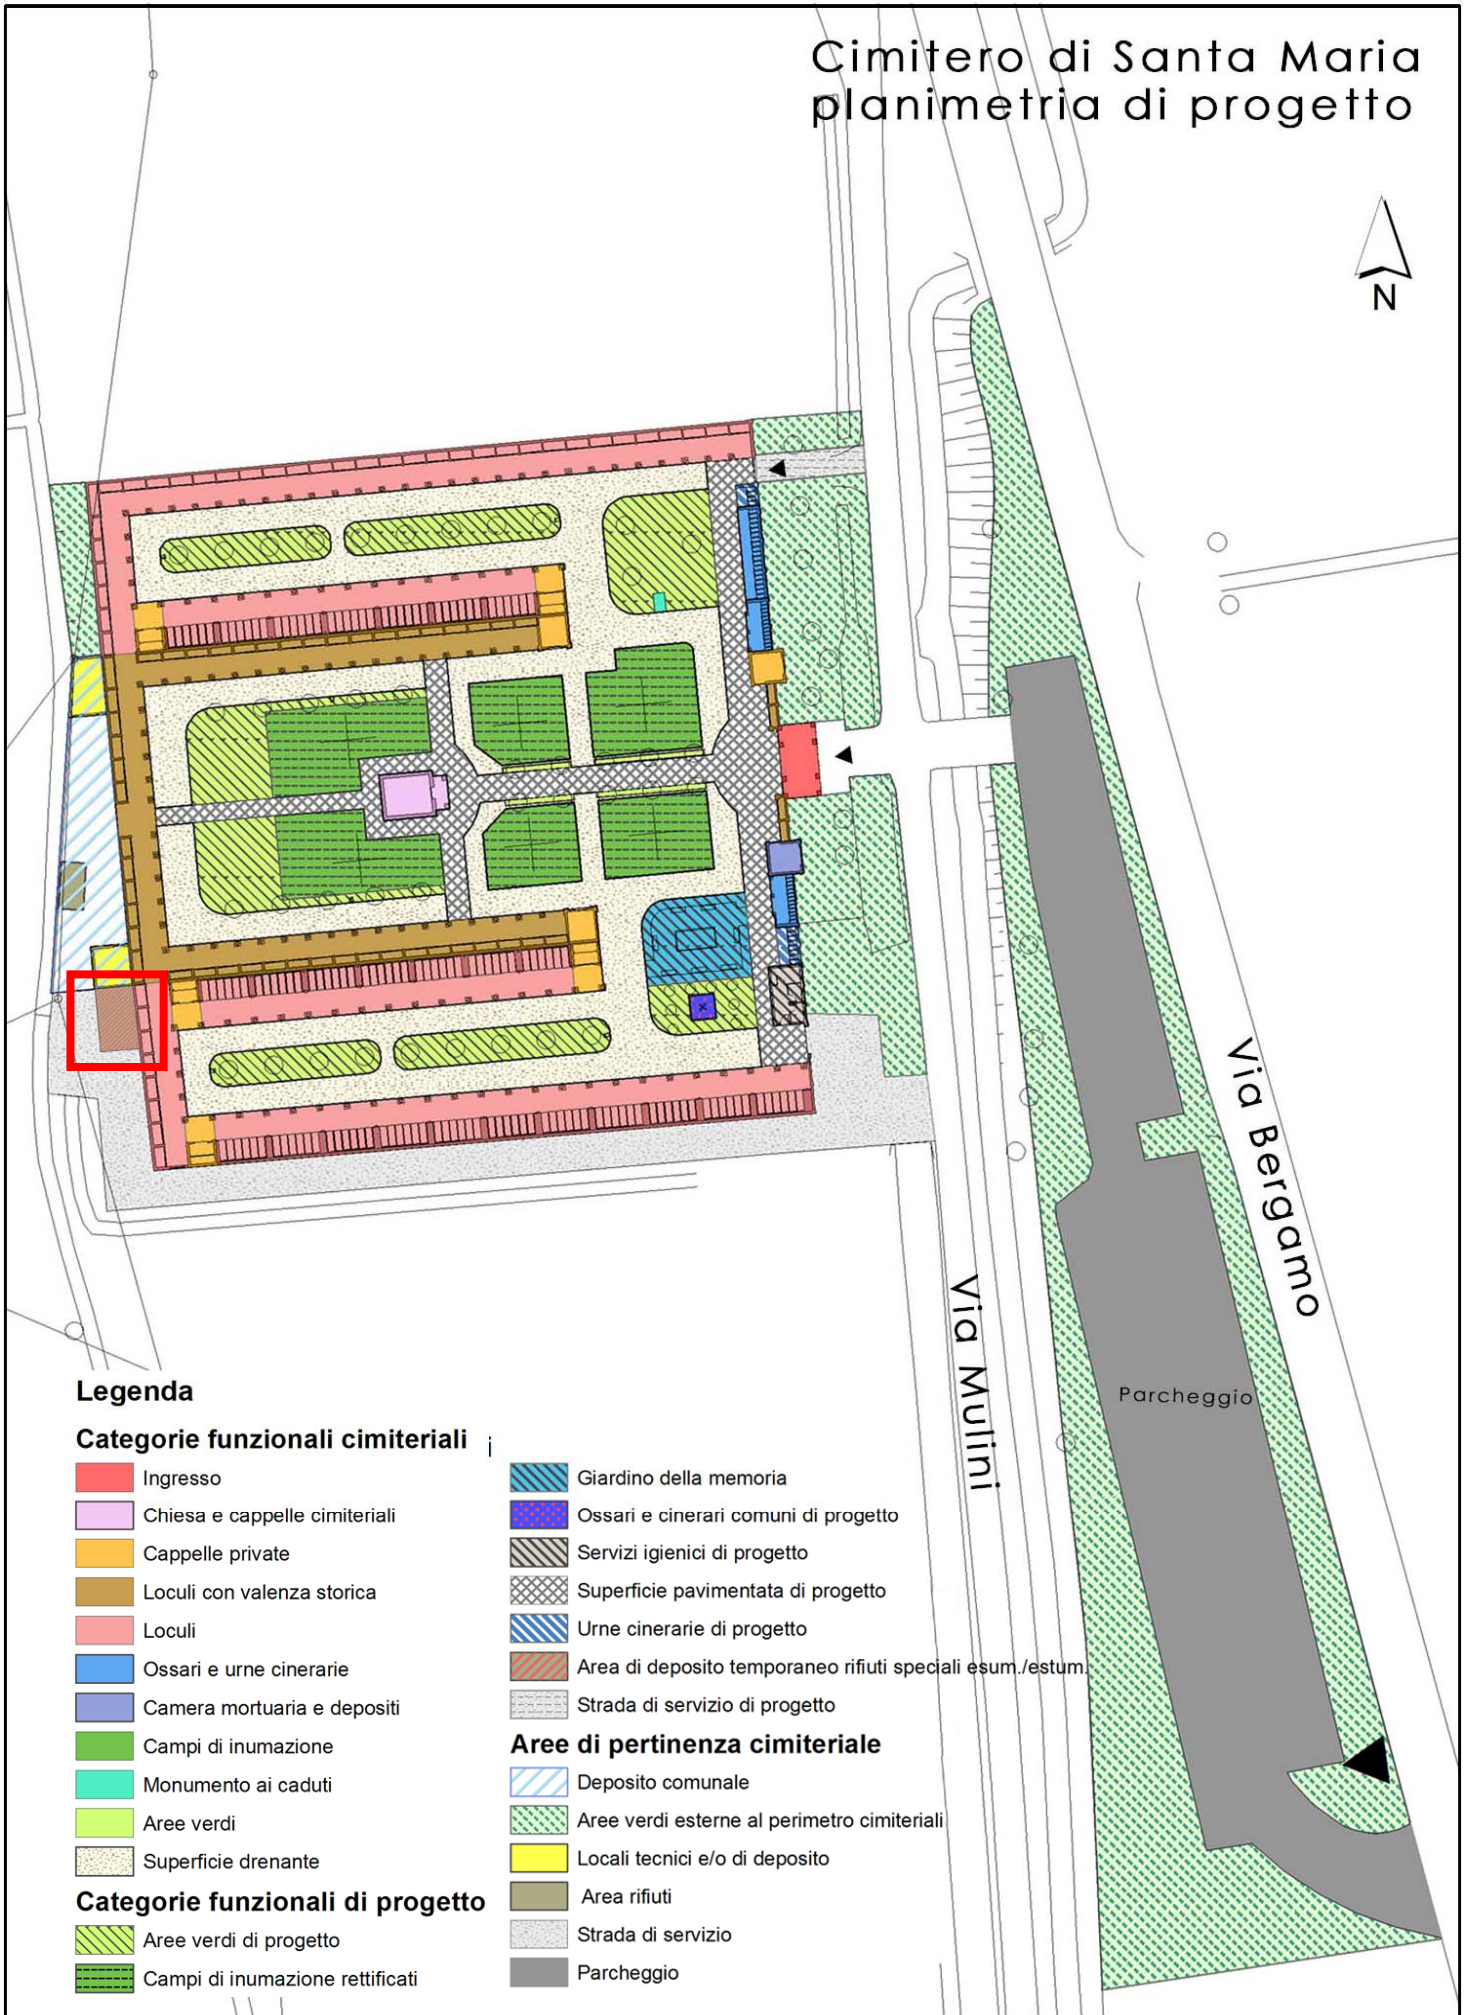 Cimitero di Santa Maria
planimetria di progetto
N
Via Bergamo
Via Mulini
Parcheggio
Legenda
Categorie funzionali cimiteriali i
Ingresso
Chiesa e cappelle cimiteriali
Cappelle private
Loculi con valenza storica
Loculi
Ossari e urne cinerarie
Camera mortuaria e depositi
Campi di inumazione
Monumento ai caduti
Aree verdi
Superficie drenante
Categorie funzionali di progetto
Aree verdi di progetto
Campi di inumazione rettificati
Giardino della memoria
Ossari e cinerari comuni di progetto
Servizi igienici di progetto
Superficie pavimentata di progetto
Urne cinerarie di progetto
Area di deposito temporaneo rifiuti speciali esum./estum.
Strada di servizio di progetto
Aree di pertinenza cimiteriale
Deposito comunale
Aree verdi esterne al perimetro cimiteriali
Locali tecnici e/o di deposito
Area rifiuti
Strada di servizio
Parcheggio